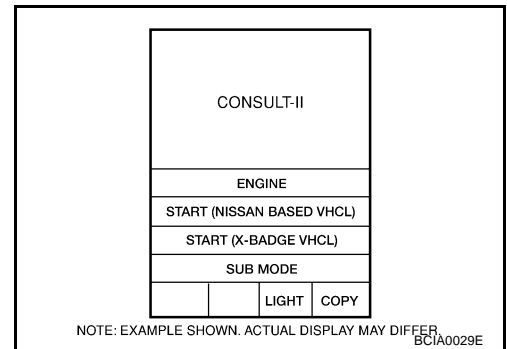 CONSULT-II
ENGINE
START (NISSAN BASED VHCL)
START (X-BADGE VHCL)
SUB MODE
LIGHT COPY
NOTE: EXAMPLE SHOWN. ACTUAL DISPLAY MAY DIFFER.
BCIA0029E